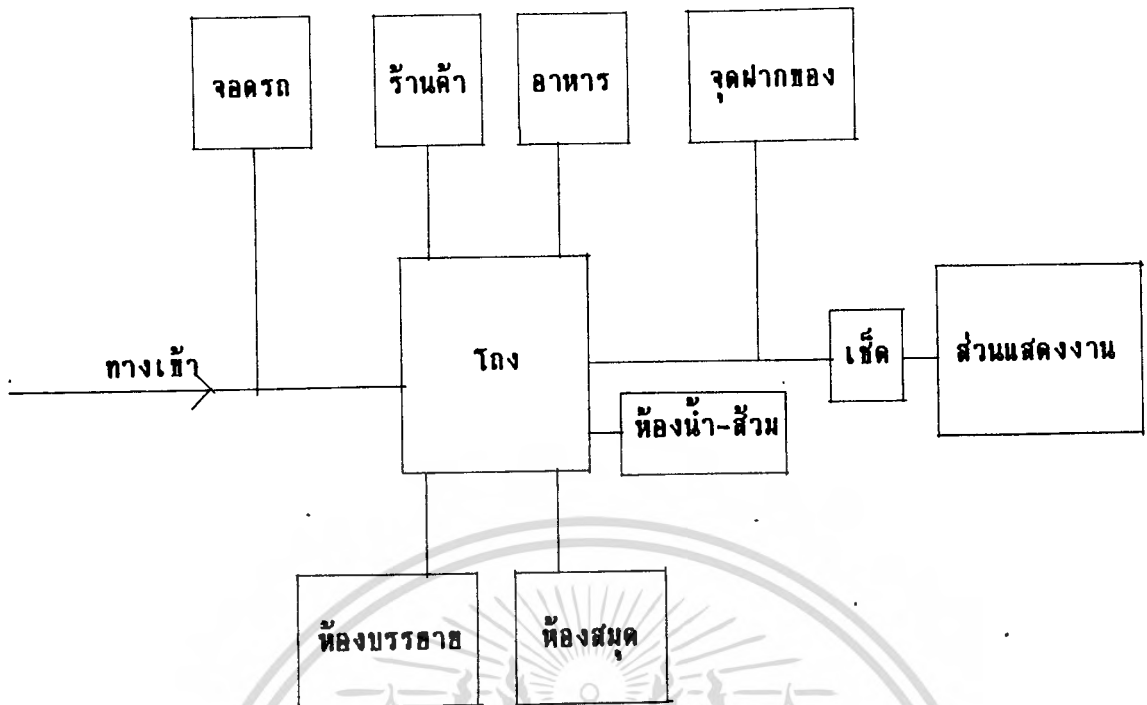 จอดรถ
ร้านค้า
อาหาร
จุดฝากของ
ทางเข้า
โถง
เช็ค
ส่วนแสดงงาน
ห้องน้ำ-ส้วม
ห้องบรรยาย
ห้องสมุด